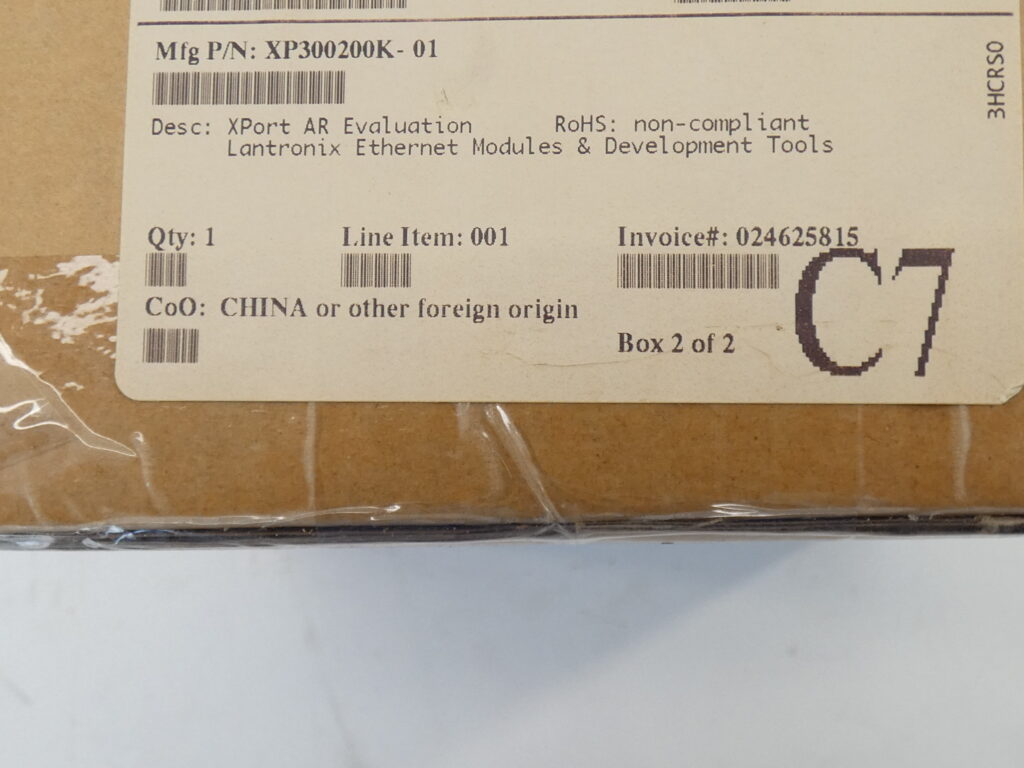 Mfg P/N: XP300200K- 01
3HCRS0
Desc: XPort AR Evaluation RoHS: non-compliant
Lantronix Ethernet Modules & Development Tools
Qty: 1 Line Item: 001 Invoice#: 024625815
C7
CoO: CHINA or other foreign origin
Box 2 of 2